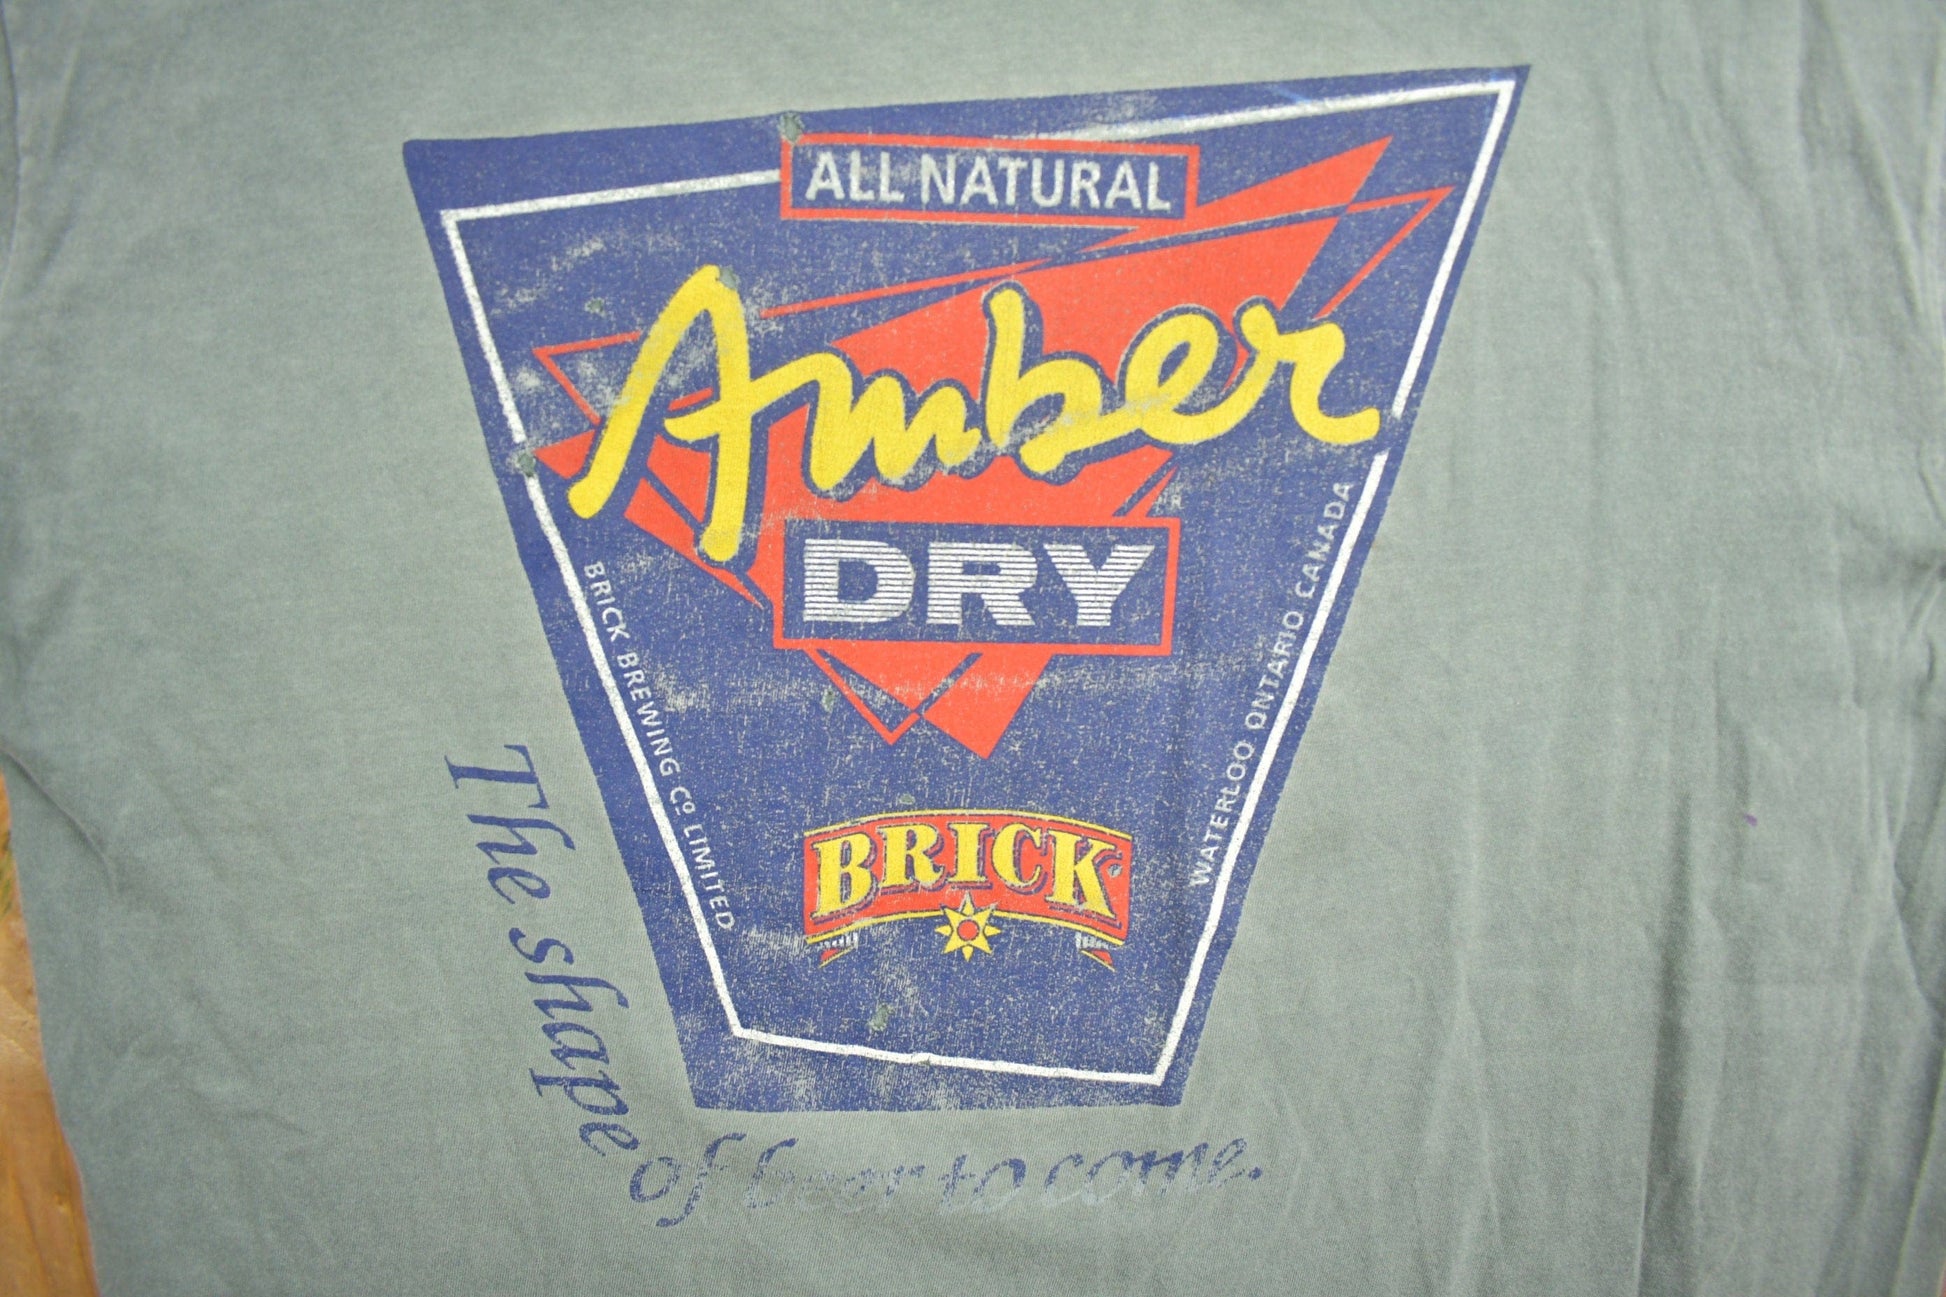 ALL NATURAL
Amber
DRY
BRICK BREWING Cº LIMITED
WATERLOO ONTARIO CANADA
BRICK
The shape of beer to come.